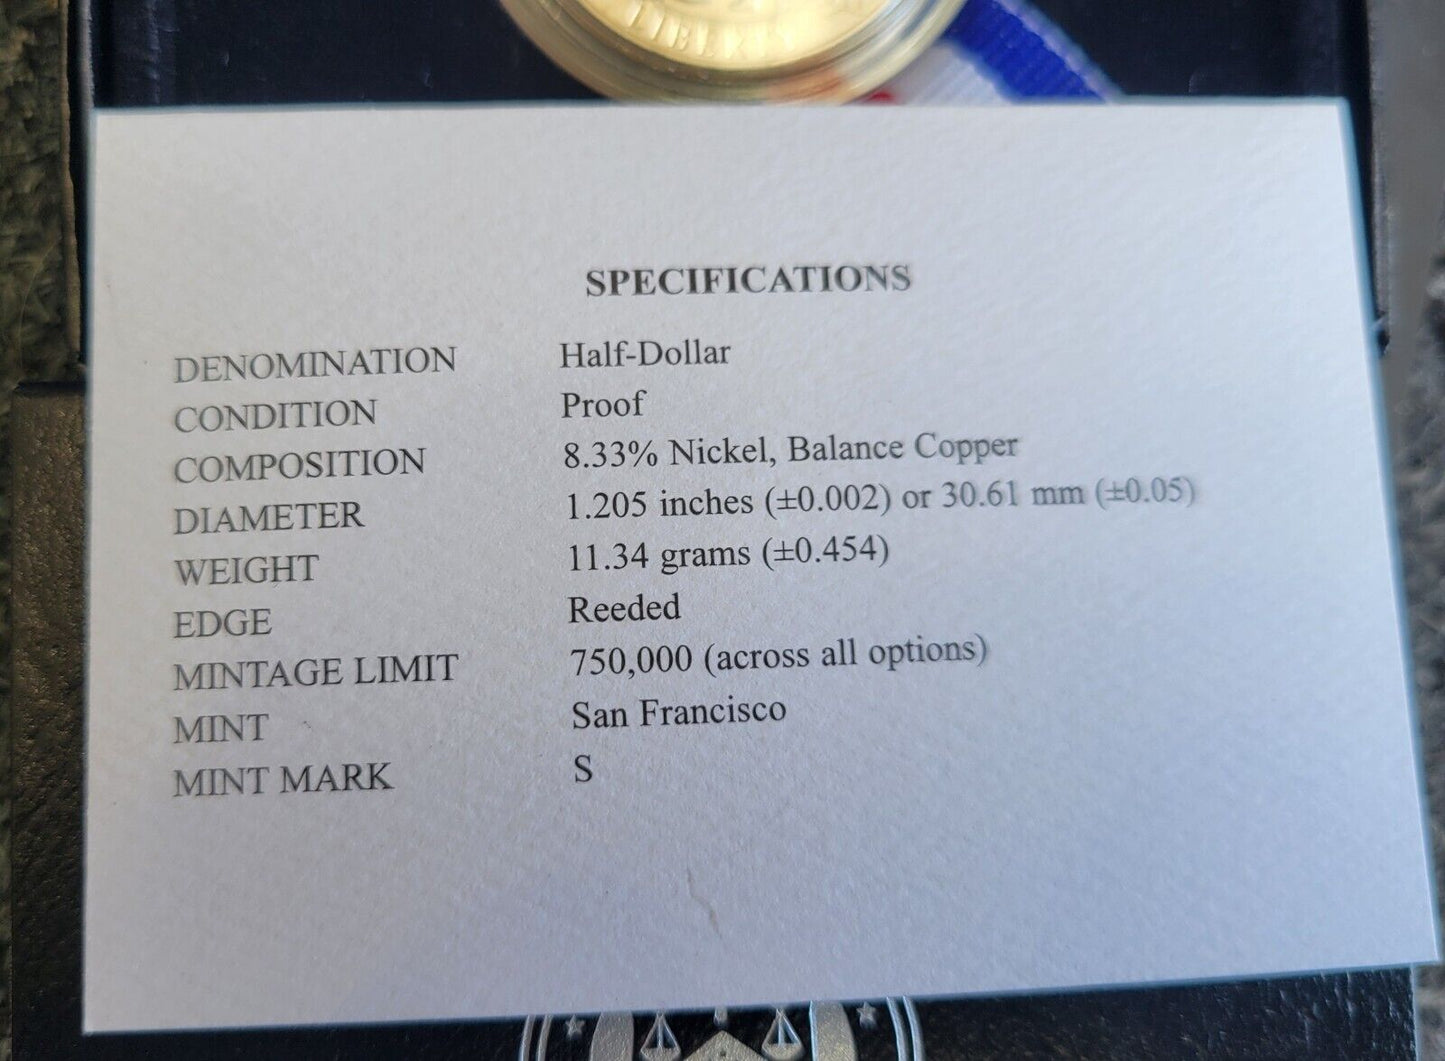 LIBERTY
SPECIFICATIONS
DENOMINATION Half-Dollar
CONDITION Proof
COMPOSITION 8.33% Nickel, Balance Copper
DIAMETER 1.205 inches (±0.002) or 30.61 mm (±0.05)
WEIGHT 11.34 grams (±0.454)
EDGE Reeded
MINTAGE LIMIT 750,000 (across all options)
MINT San Francisco
MINT MARK S